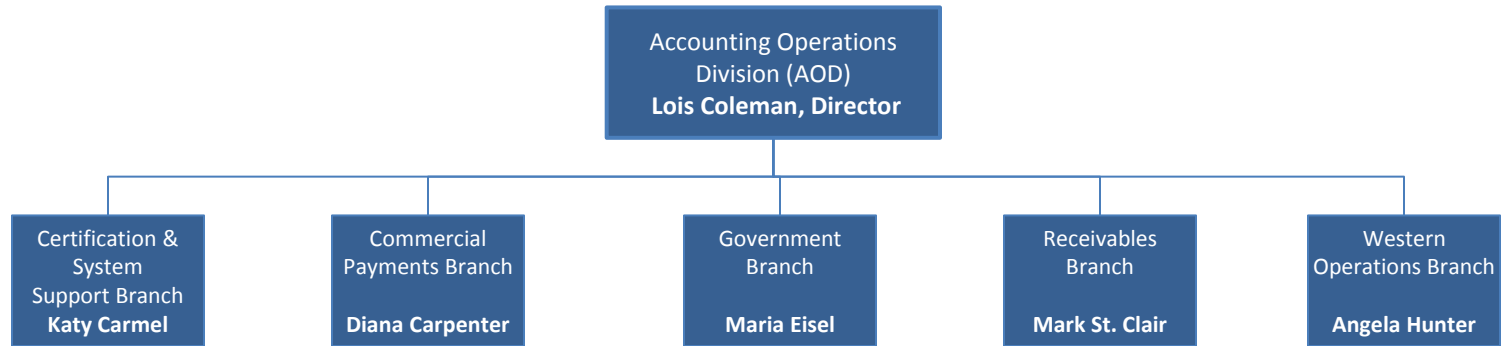 Accounting Operations
Division (AOD)
Lois Coleman, Director
Certification &
System
Support Branch
Katy Carmel
Commercial
Payments Branch
Diana Carpenter
Government
Branch
Maria Eisel
Receivables
Branch
Mark St. Clair
Western
Operations Branch
Angela Hunter